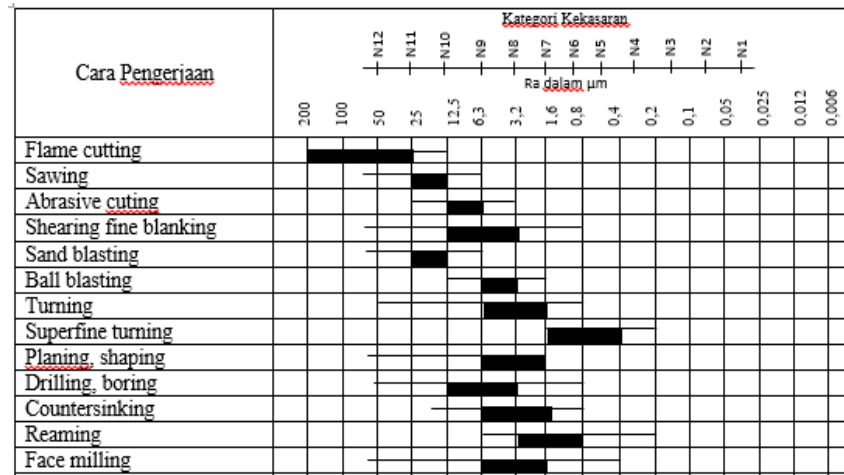 Kategori Kekasaran
Cara Pengerjaan
N12 N11 N10 N9 N8 N7 N6 N5 N4 N3 N2 N1
Ra dalam μm
200 100 50 25 12.5 6,3 3.2 1.6 0,8 0,4 0,2 0,1 0,05 0,025 0,012 0,006
Flame cutting
Sawing
Abrasive cuting
Shearing fine blanking
Sand blasting
Ball blasting
Turning
Superfine turning
Planing, shaping
Drilling, boring
Countersinking
Reaming
Face milling